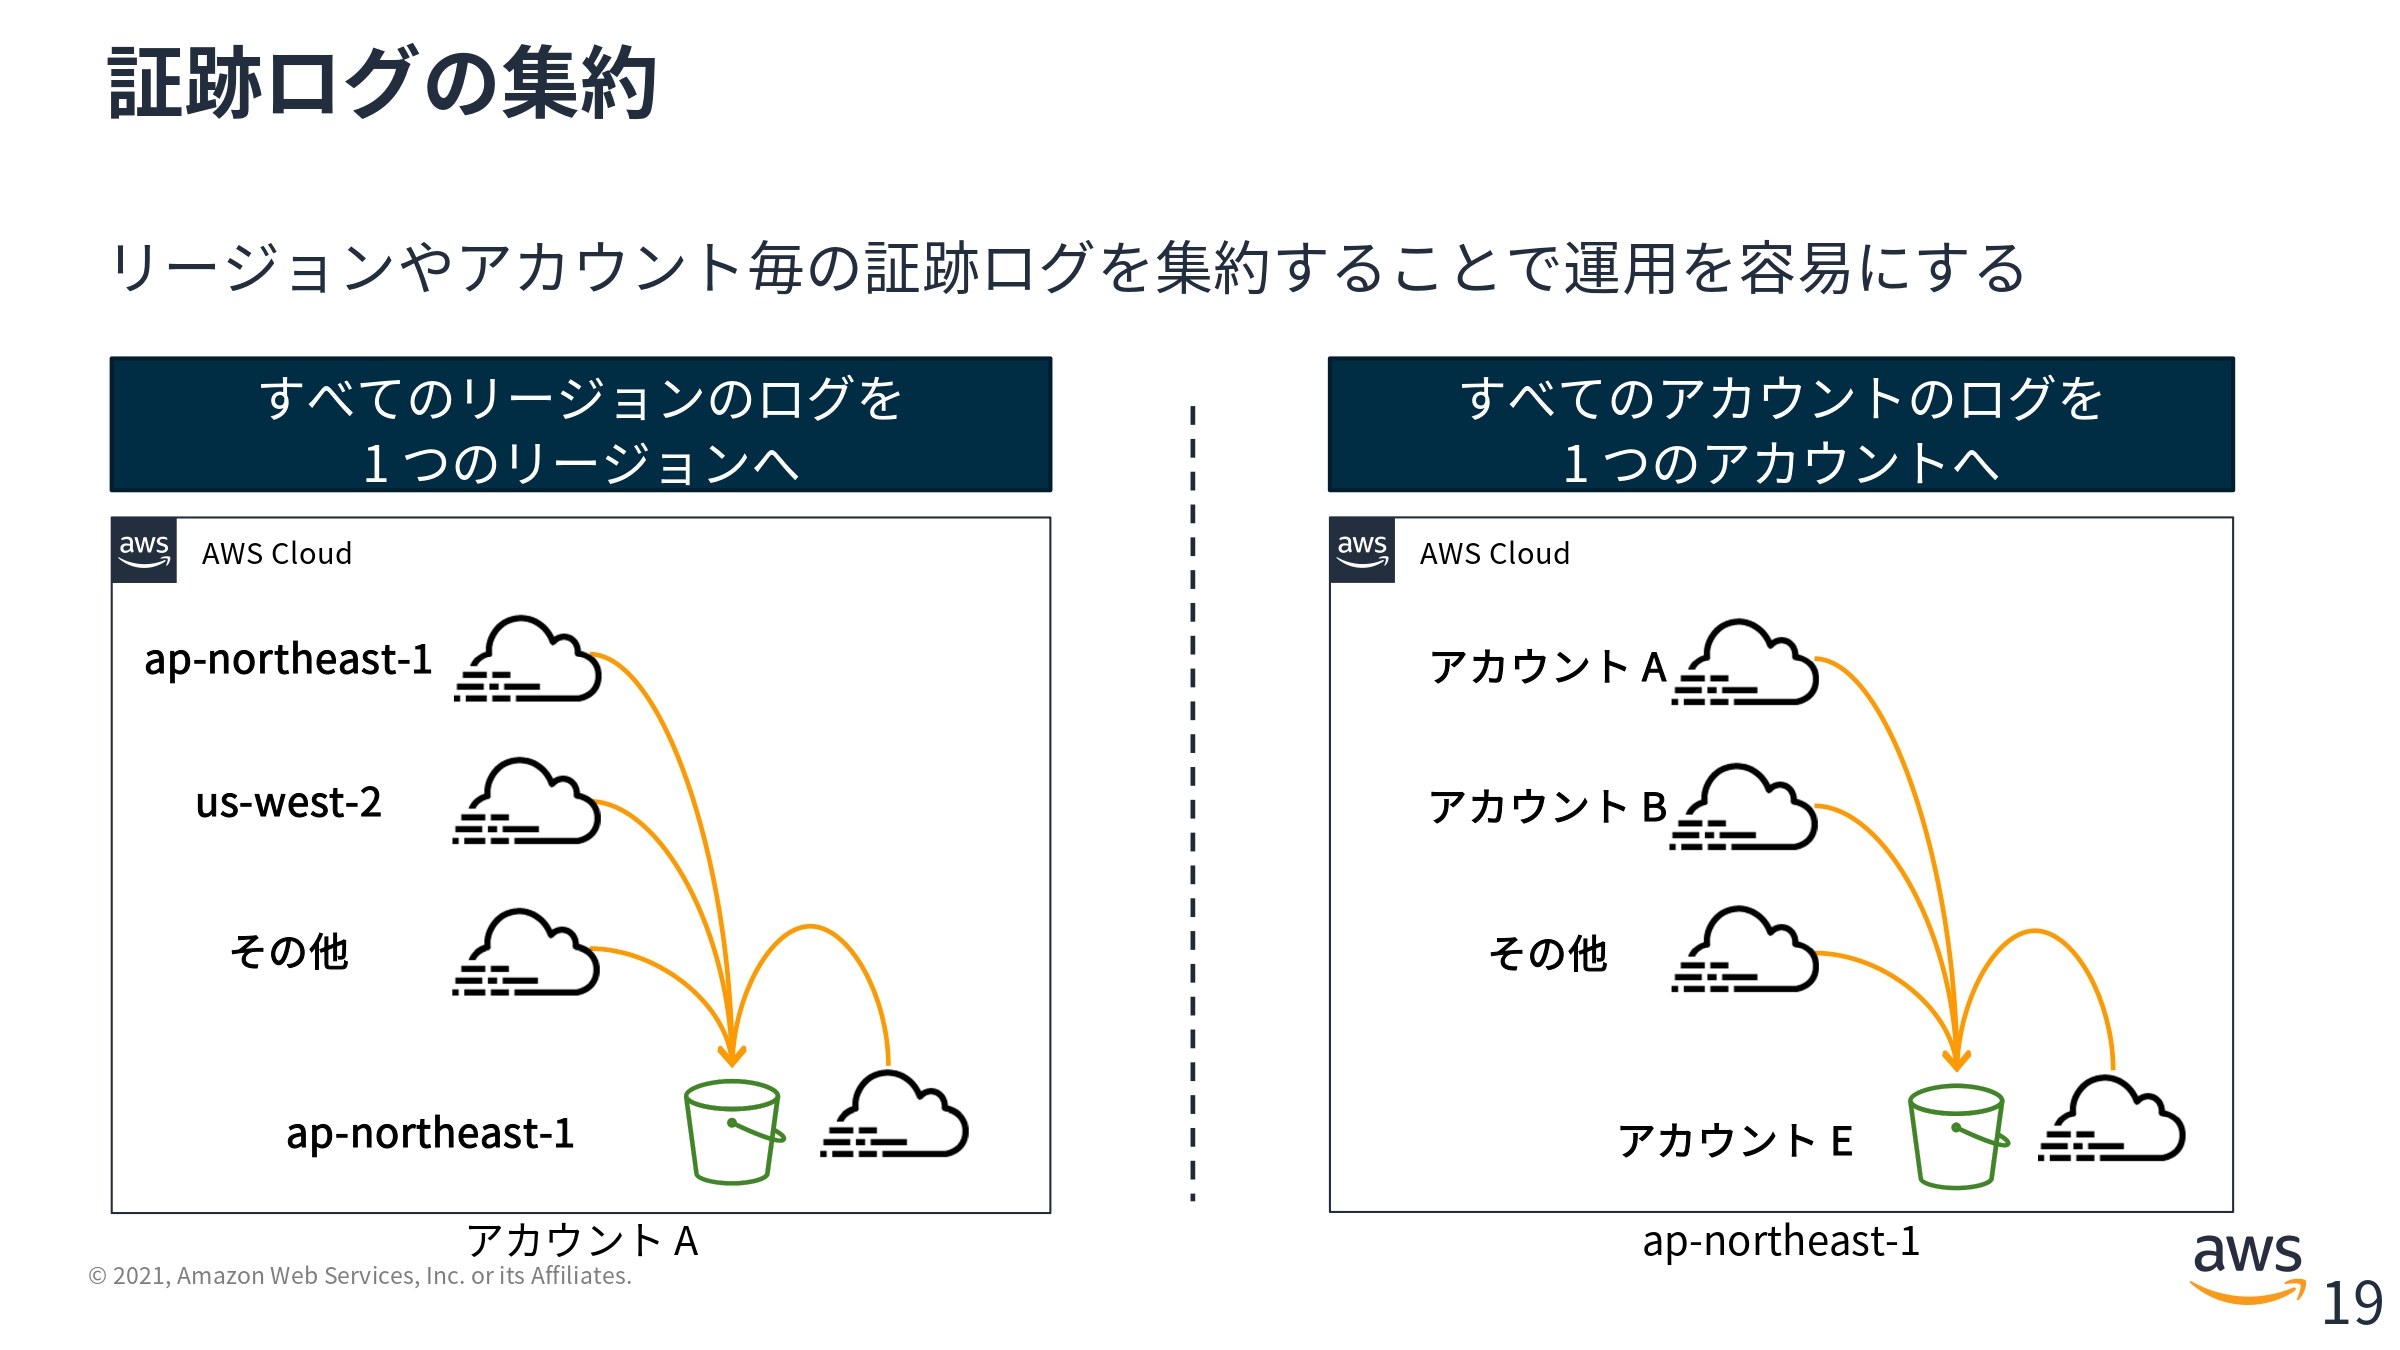 証跡ログの集約
リージョンやアカウント毎の証跡ログを集約することで運用を容易にする
すべてのリージョンのログを
1 つのリージョンへ
aws
AWS Cloud
ap-northeast-1
us-west-2
その他
ap-northeast-1
アカウント A
すべてのアカウントのログを
1 つのアカウントへ
aws
AWS Cloud
アカウント A
アカウント B
その他
アカウント E
ap-northeast-1
© 2021, Amazon Web Services, Inc. or its Affiliates.
aws
19